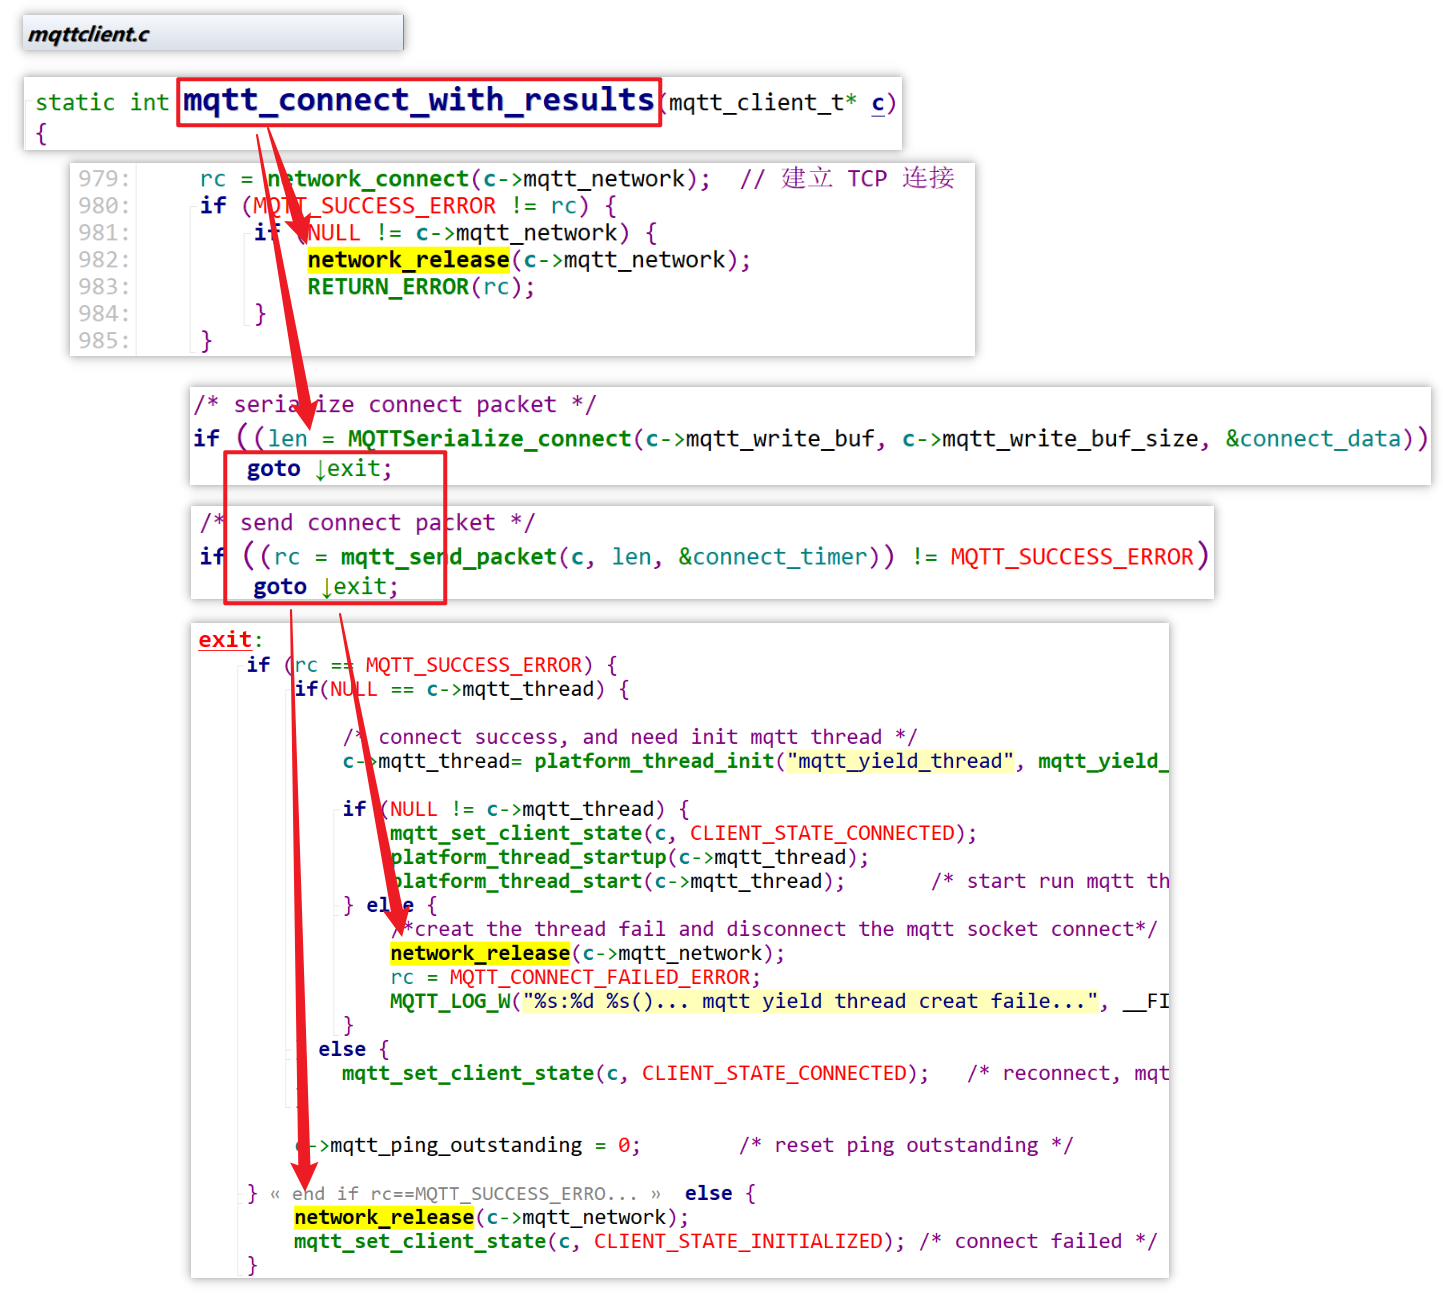 mqttclient.c
static int mqtt_connect_with_results(mqtt_client_t* c)
{
979: rc = network_connect(c->mqtt_network); // 建立 TCP 连接
980: if (MQTT_SUCCESS_ERROR != rc) {
981: if (NULL != c->mqtt_network) {
982: network_release(c->mqtt_network);
983: RETURN_ERROR(rc);
984: }
985: }
/* serialize connect packet */
if ((len = MQTTSerialize_connect(c->mqtt_write_buf, c->mqtt_write_buf_size, &connect_data))
goto ↓exit;
/* send connect packet */
if ((rc = mqtt_send_packet(c, len, &connect_timer)) != MQTT_SUCCESS_ERROR)
goto ↓exit;
exit:
if (rc == MQTT_SUCCESS_ERROR) {
if(NULL == c->mqtt_thread) {
/* connect success, and need init mqtt thread */
c->mqtt_thread= platform_thread_init("mqtt_yield_thread", mqtt_yield_
if (NULL != c->mqtt_thread) {
mqtt_set_client_state(c, CLIENT_STATE_CONNECTED);
platform_thread_startup(c->mqtt_thread);
platform_thread_start(c->mqtt_thread); /* start run mqtt th
} else {
/*creat the thread fail and disconnect the mqtt socket connect*/
network_release(c->mqtt_network);
rc = MQTT_CONNECT_FAILED_ERROR;
MQTT_LOG_W("%s:%d %s()... mqtt yield thread creat faile...", __FI
}
else {
mqtt_set_client_state(c, CLIENT_STATE_CONNECTED); /* reconnect, mqt
c->mqtt_ping_outstanding = 0; /* reset ping outstanding */
} « end if rc==MQTT_SUCCESS_ERRO... » else {
network_release(c->mqtt_network);
mqtt_set_client_state(c, CLIENT_STATE_INITIALIZED); /* connect failed */
}